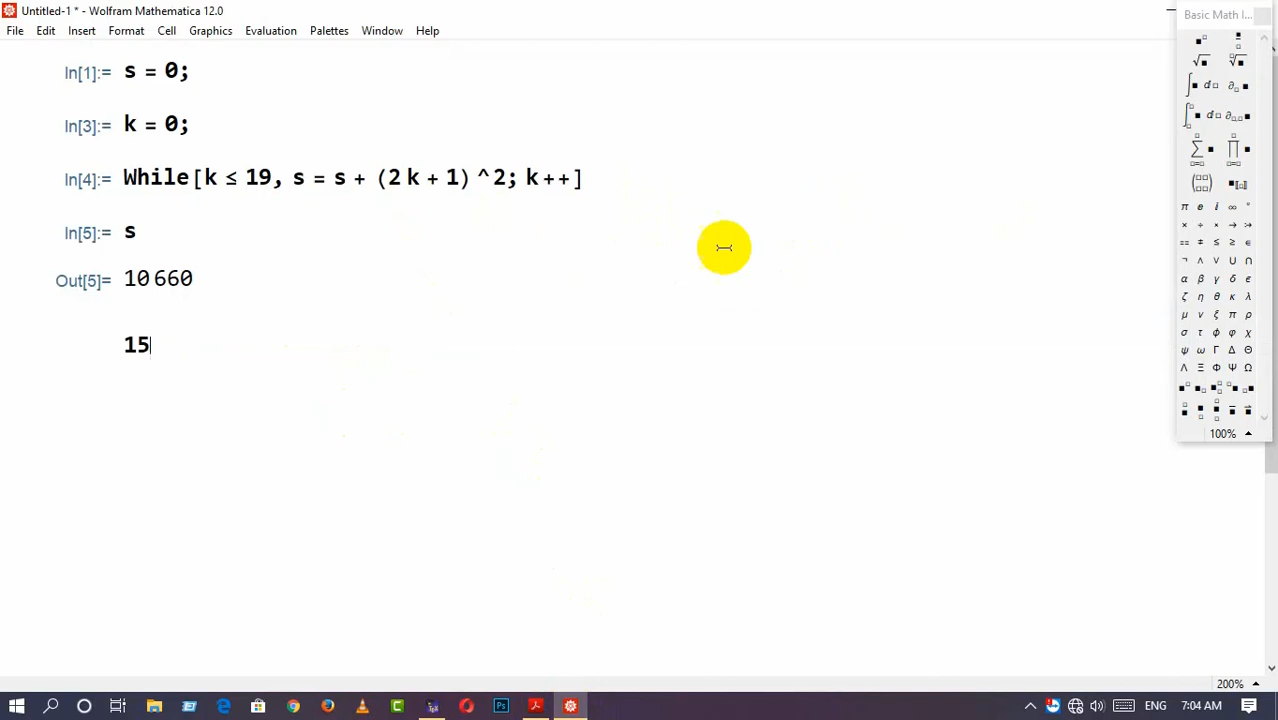 Untitled-1 * - Wolfram Mathematica 12.0
File Edit Insert Format Cell Graphics Evaluation Palettes Window Help
Basic Math I...
In[1]:= s = 0;
In[3]:= k = 0;
In[4]:= While[k ≤ 19, s = s + (2 k + 1) ^2; k++]
In[5]:= s
Out[5]= 10 660
15
π e ⅈ ∞ °
× ÷ × → :→
== ≠ ≤ ≥ ∈
¬ ∧ ∨ ∪ ∩
α β γ δ ϵ
ζ η θ κ λ
μ ν ξ π ρ
σ τ ϕ φ χ
ψ ω Γ Δ Θ
Λ Ξ Φ Ψ Ω
100%
200%
ENG 7:04 AM